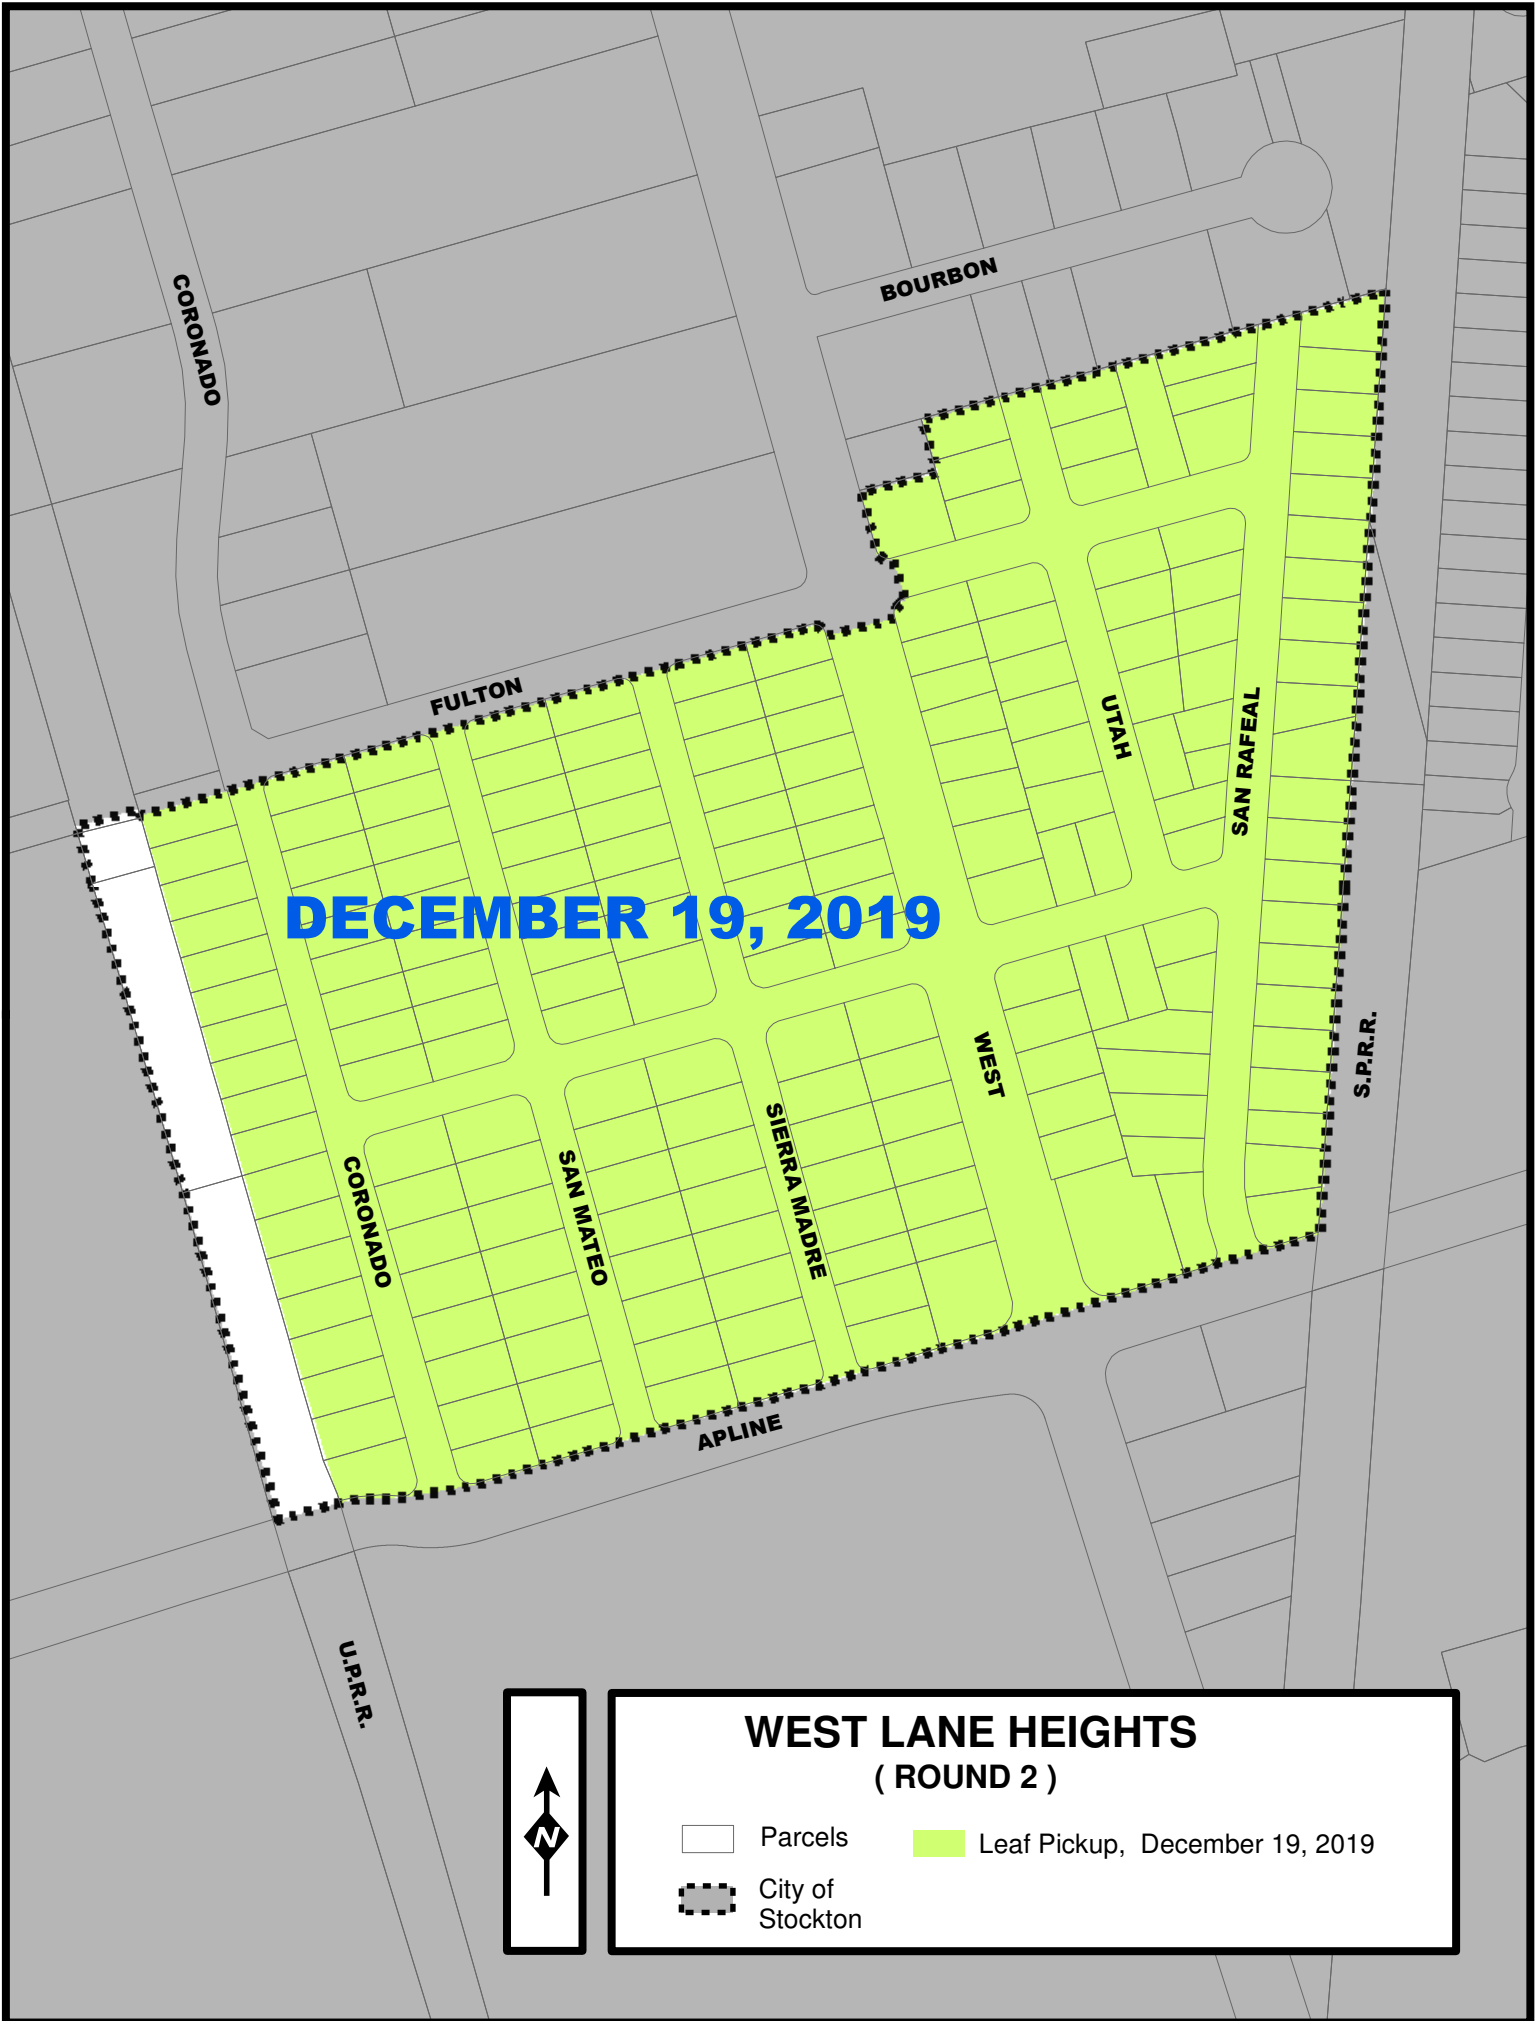 CORONADO
BOURBON
FULTON
UTAH
SAN RAFEAL
DECEMBER 19, 2019
WEST
S.P.R.R.
CORONADO
SAN MATEO
SIERRA MADRE
APLINE
U.P.R.R.
WEST LANE HEIGHTS
( ROUND 2 )
N
Parcels
Leaf Pickup, December 19, 2019
City of
Stockton